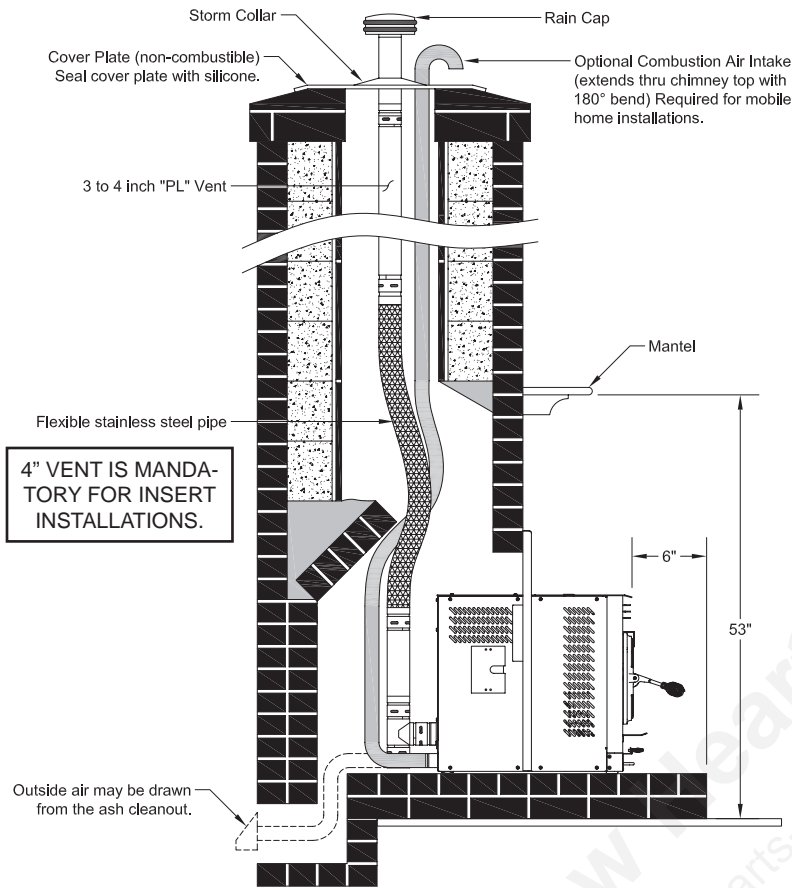 Storm Collar
Rain Cap
Cover Plate (non-combustible)
Seal cover plate with silicone.
Optional Combustion Air Intake
(extends thru chimney top with
180° bend) Required for mobile
home installations.
3 to 4 inch "PL" Vent
Mantel
Flexible stainless steel pipe
4” VENT IS MANDA-
TORY FOR INSERT
INSTALLATIONS.
6"
53"
Outside air may be drawn
from the ash cleanout.